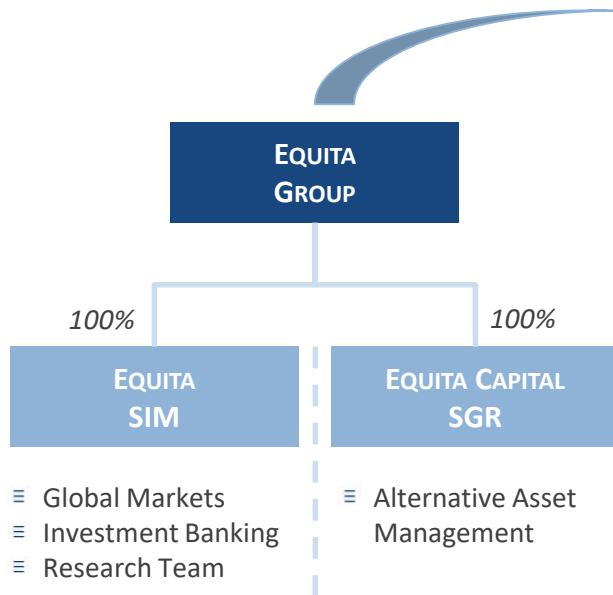 EQUITA
GROUP
100%
100%
EQUITA
SIM
EQUITA CAPITAL
SGR
Global Markets
Investment Banking
Research Team
Alternative Asset
Management